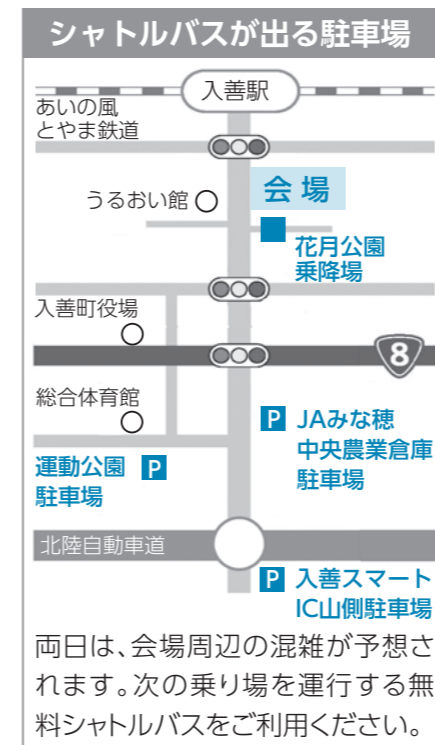 シャトルバスが出る駐車場
入善駅
あいの風
とやま鉄道
うるおい館
会場
花月公園
乗降場
入善町役場
8
総合体育館
P JAみな穂
中央農業倉庫
駐車場
運動公園 P
駐車場
北陸自動車道
P 入善スマート
IC山側駐車場
両日は、会場周辺の混雑が予想さ
れます。次の乗り場を運行する無
料シャトルバスをご利用ください。